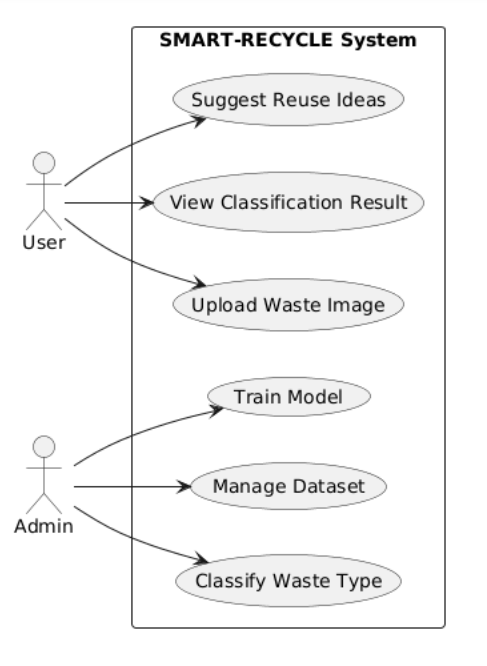 SMART-RECYCLE System
Suggest Reuse Ideas
View Classification Result
User
Upload Waste Image
Train Model
Manage Dataset
Admin
Classify Waste Type